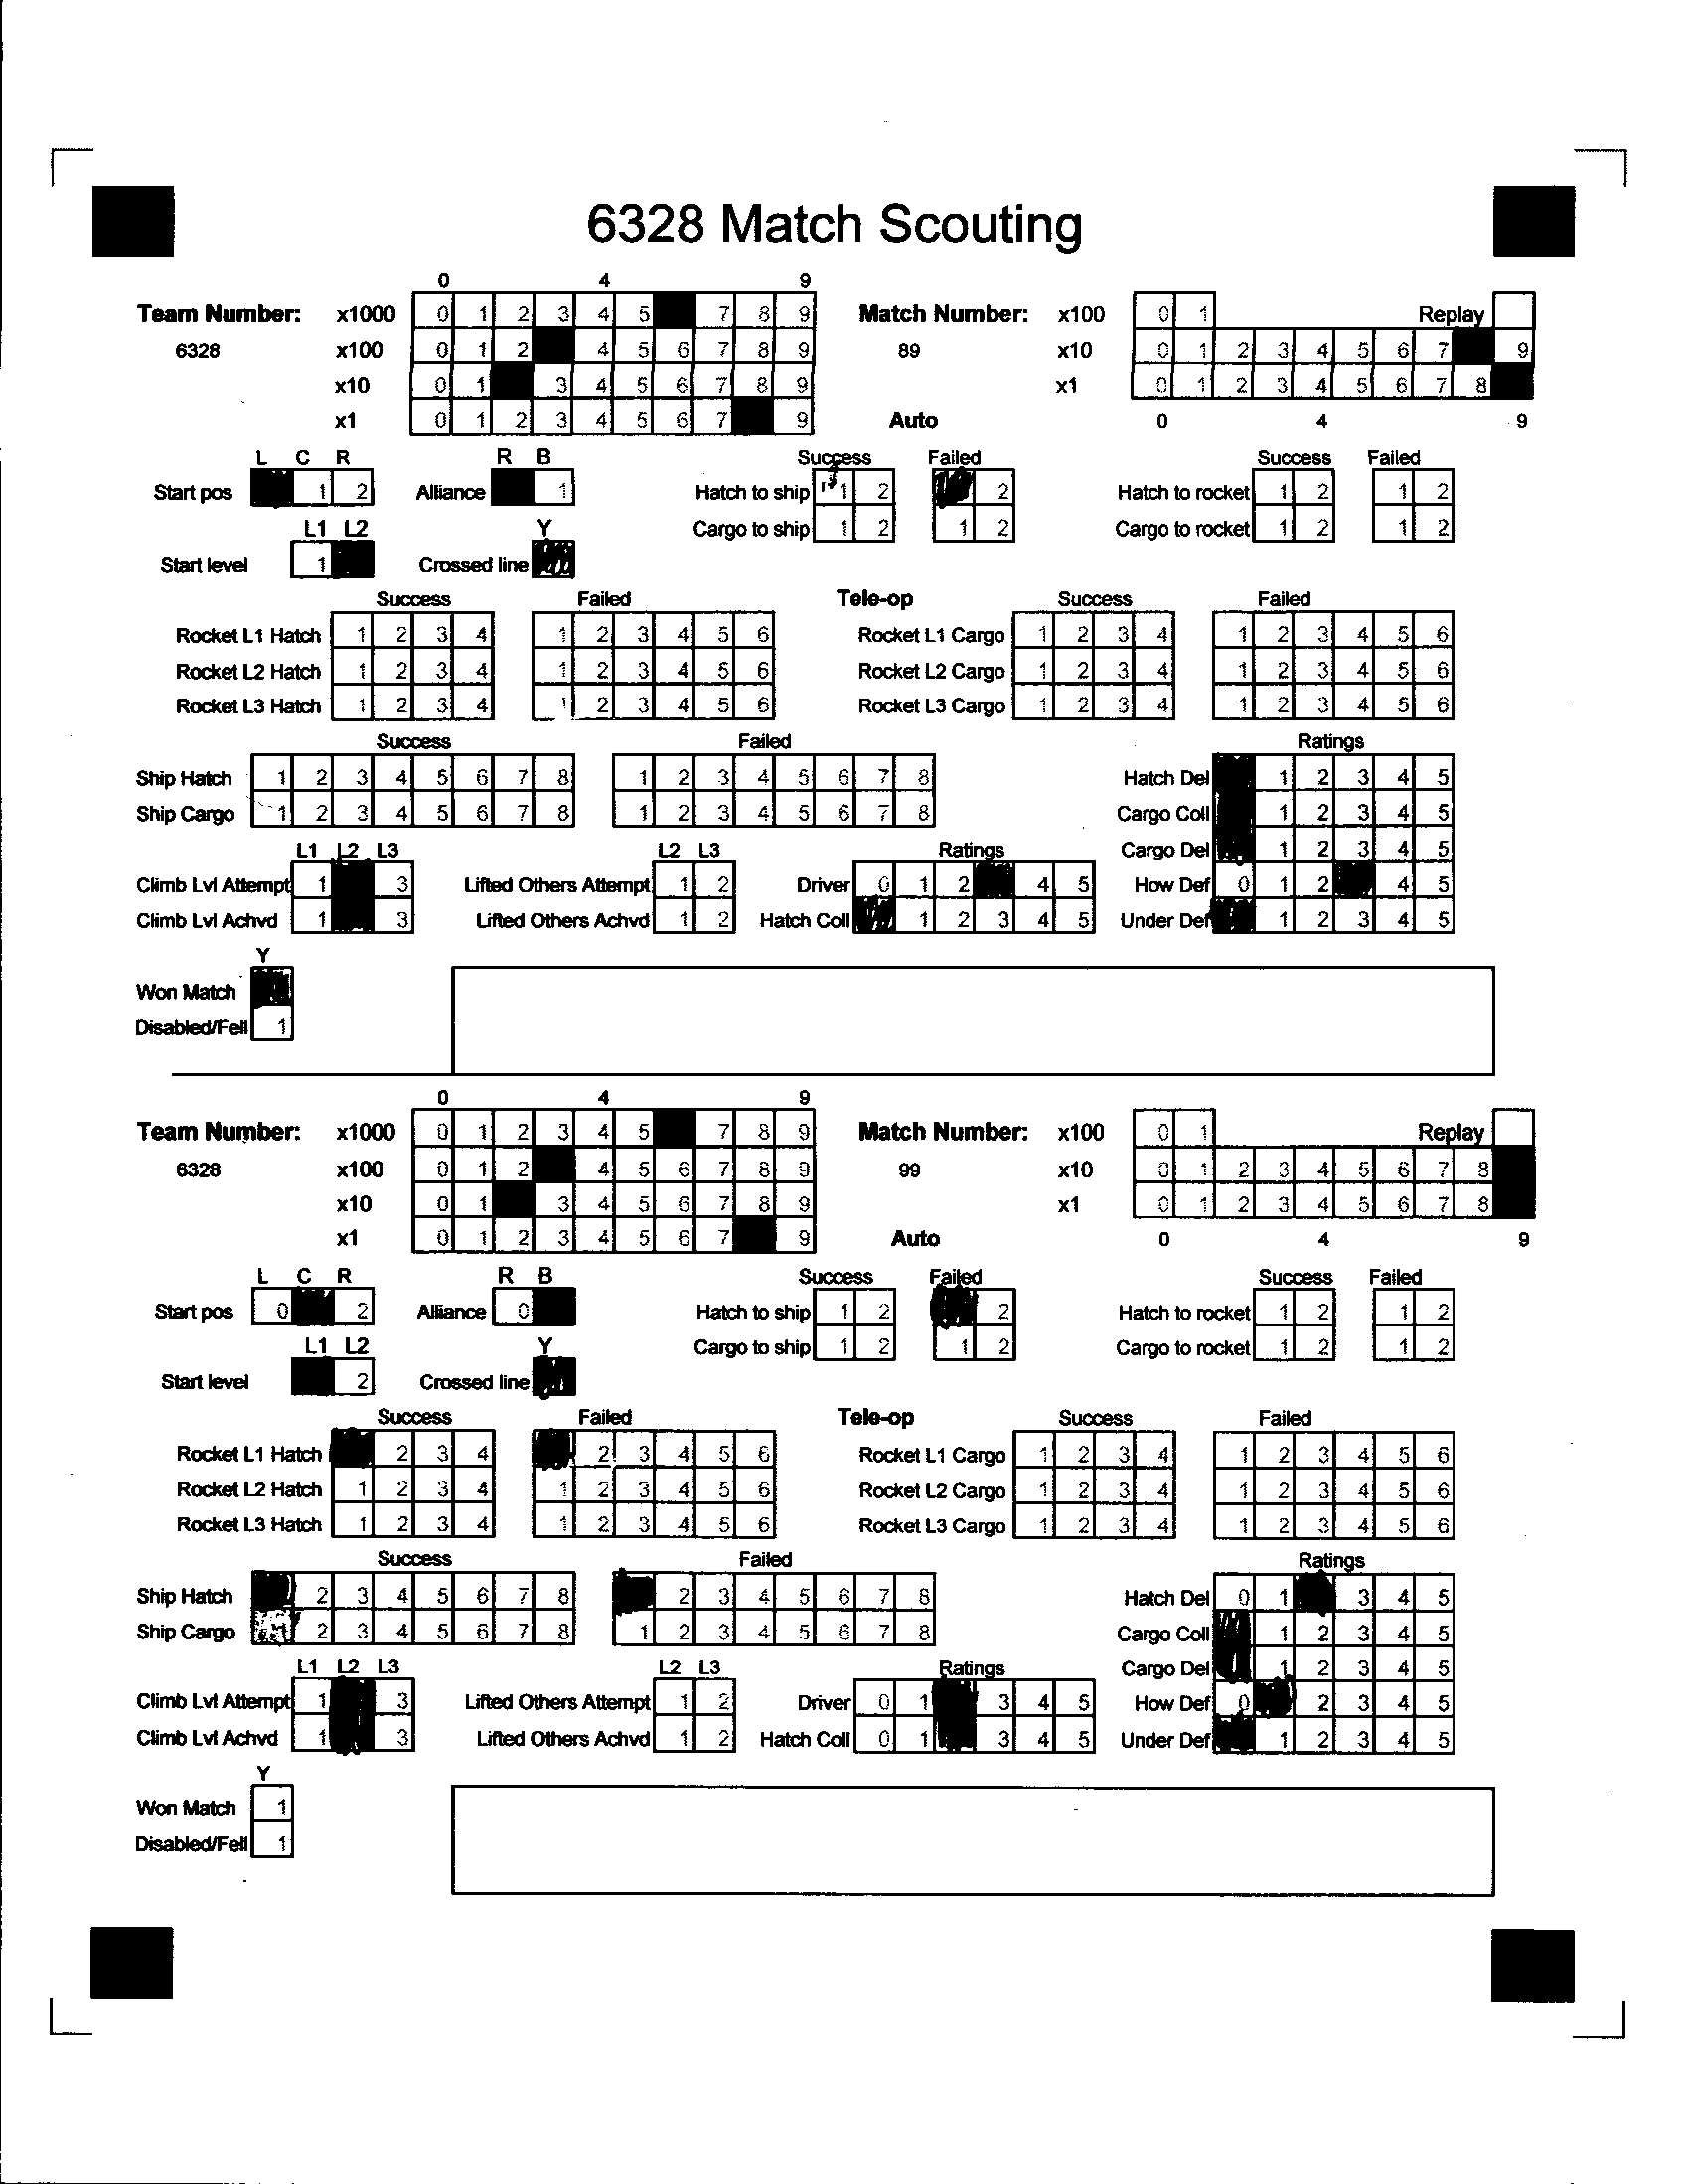 6328 Match Scouting
0 4 9
Team Number: x1000 0 1 2 3 4 5 7 8 9 Match Number: x100 0 1 Replay
6328 x100 0 1 2 4 5 6 7 8 9 89 x10 0 1 2 3 4 5 6 7 9
x10 0 1 3 4 5 6 7 8 9 x1 0 1 2 3 4 5 6 7 8
x1 0 1 2 3 4 5 6 7 9 Auto 0 4 9
L C R R B Success Failed Success Failed
Start pos 1 2 Alliance 1 Hatch to ship 1 2 2 Hatch to rocket 1 2 1 2
L1 L2 Y Cargo to ship 1 2 1 2 Cargo to rocket 1 2 1 2
Start level 1 Crossed line
Success Failed Tele-op Success Failed
Rocket L1 Hatch 1 2 3 4 1 2 3 4 5 6 Rocket L1 Cargo 1 2 3 4 1 2 3 4 5 6
Rocket L2 Hatch 1 2 3 4 1 2 3 4 5 6 Rocket L2 Cargo 1 2 3 4 1 2 3 4 5 6
Rocket L3 Hatch 1 2 3 4 1 2 3 4 5 6 Rocket L3 Cargo 1 2 3 4 1 2 3 4 5 6
Success Failed Ratings
Ship Hatch 1 2 3 4 5 6 7 8 1 2 3 4 5 6 7 8 Hatch Del 1 2 3 4 5
Ship Cargo 1 2 3 4 5 6 7 8 1 2 3 4 5 6 7 8 Cargo Coll 1 2 3 4 5
L1 L2 L3 L2 L3 Ratings Cargo Del 1 2 3 4 5
Climb Lvl Attempt 1 3 Lifted Others Attempt 1 2 Driver 0 1 2 4 5 How Def 0 1 2 4 5
Climb Lvl Achvd 1 3 Lifted Others Achvd 1 2 Hatch Coll 1 2 3 4 5 Under Def 1 2 3 4 5
Y
Won Match
Disabled/Fell 1
0 4 9
Team Number: x1000 0 1 2 3 4 5 7 8 9 Match Number: x100 0 1 Replay
6328 x100 0 1 2 4 5 6 7 8 9 99 x10 0 1 2 3 4 5 6 7 8
x10 0 1 3 4 5 6 7 8 9 x1 0 1 2 3 4 5 6 7 8
x1 0 1 2 3 4 5 6 7 9 Auto 0 4 9
L C R R B Success Failed Success Failed
Start pos 0 2 Alliance 0 Hatch to ship 1 2 2 Hatch to rocket 1 2 1 2
L1 L2 Y Cargo to ship 1 2 1 2 Cargo to rocket 1 2 1 2
Start level 2 Crossed line
Success Failed Tele-op Success Failed
Rocket L1 Hatch 2 3 4 2 3 4 5 6 Rocket L1 Cargo 1 2 3 4 1 2 3 4 5 6
Rocket L2 Hatch 1 2 3 4 1 2 3 4 5 6 Rocket L2 Cargo 1 2 3 4 1 2 3 4 5 6
Rocket L3 Hatch 1 2 3 4 1 2 3 4 5 6 Rocket L3 Cargo 1 2 3 4 1 2 3 4 5 6
Success Failed Ratings
Ship Hatch 2 3 4 5 6 7 8 2 3 4 5 6 7 8 Hatch Del 0 1 3 4 5
Ship Cargo 2 3 4 5 6 7 8 1 2 3 4 5 6 7 8 Cargo Coll 1 2 3 4 5
L1 L2 L3 L2 L3 Ratings Cargo Del 1 2 3 4 5
Climb Lvl Attempt 1 3 Lifted Others Attempt 1 2 Driver 0 1 3 4 5 How Def 0 2 3 4 5
Climb Lvl Achvd 1 3 Lifted Others Achvd 1 2 Hatch Coll 0 1 3 4 5 Under Def 1 2 3 4 5
Y
Won Match 1
Disabled/Fell 1